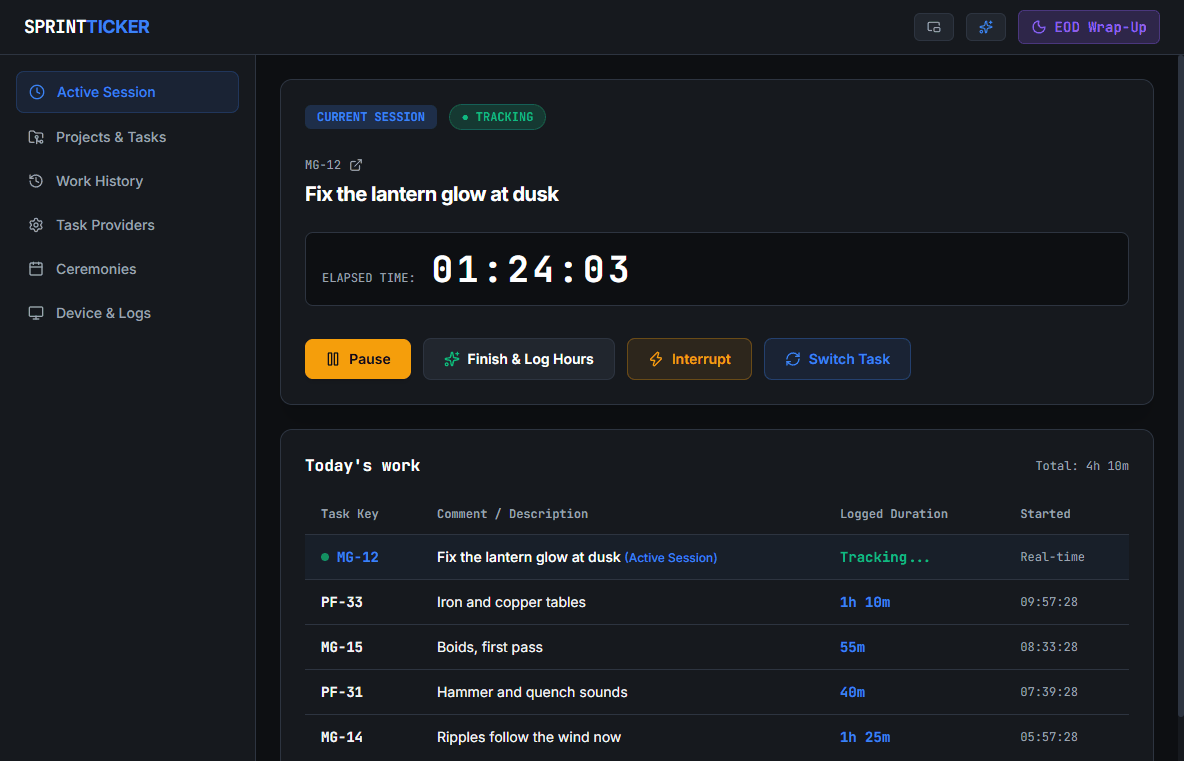 SPRINTTICKER
EOD Wrap-Up
Active Session
Projects & Tasks
Work History
Task Providers
Ceremonies
Device & Logs
CURRENT SESSION
TRACKING
MG-12
Fix the lantern glow at dusk
ELAPSED TIME: 01:24:03
Pause
Finish & Log Hours
Interrupt
Switch Task
Today's work
Total: 4h 10m
Task Key Comment / Description Logged Duration Started
MG-12 Fix the lantern glow at dusk (Active Session) Tracking... Real-time
PF-33 Iron and copper tables 1h 10m 09:57:28
MG-15 Boids, first pass 55m 08:33:28
PF-31 Hammer and quench sounds 40m 07:39:28
MG-14 Ripples follow the wind now 1h 25m 05:57:28